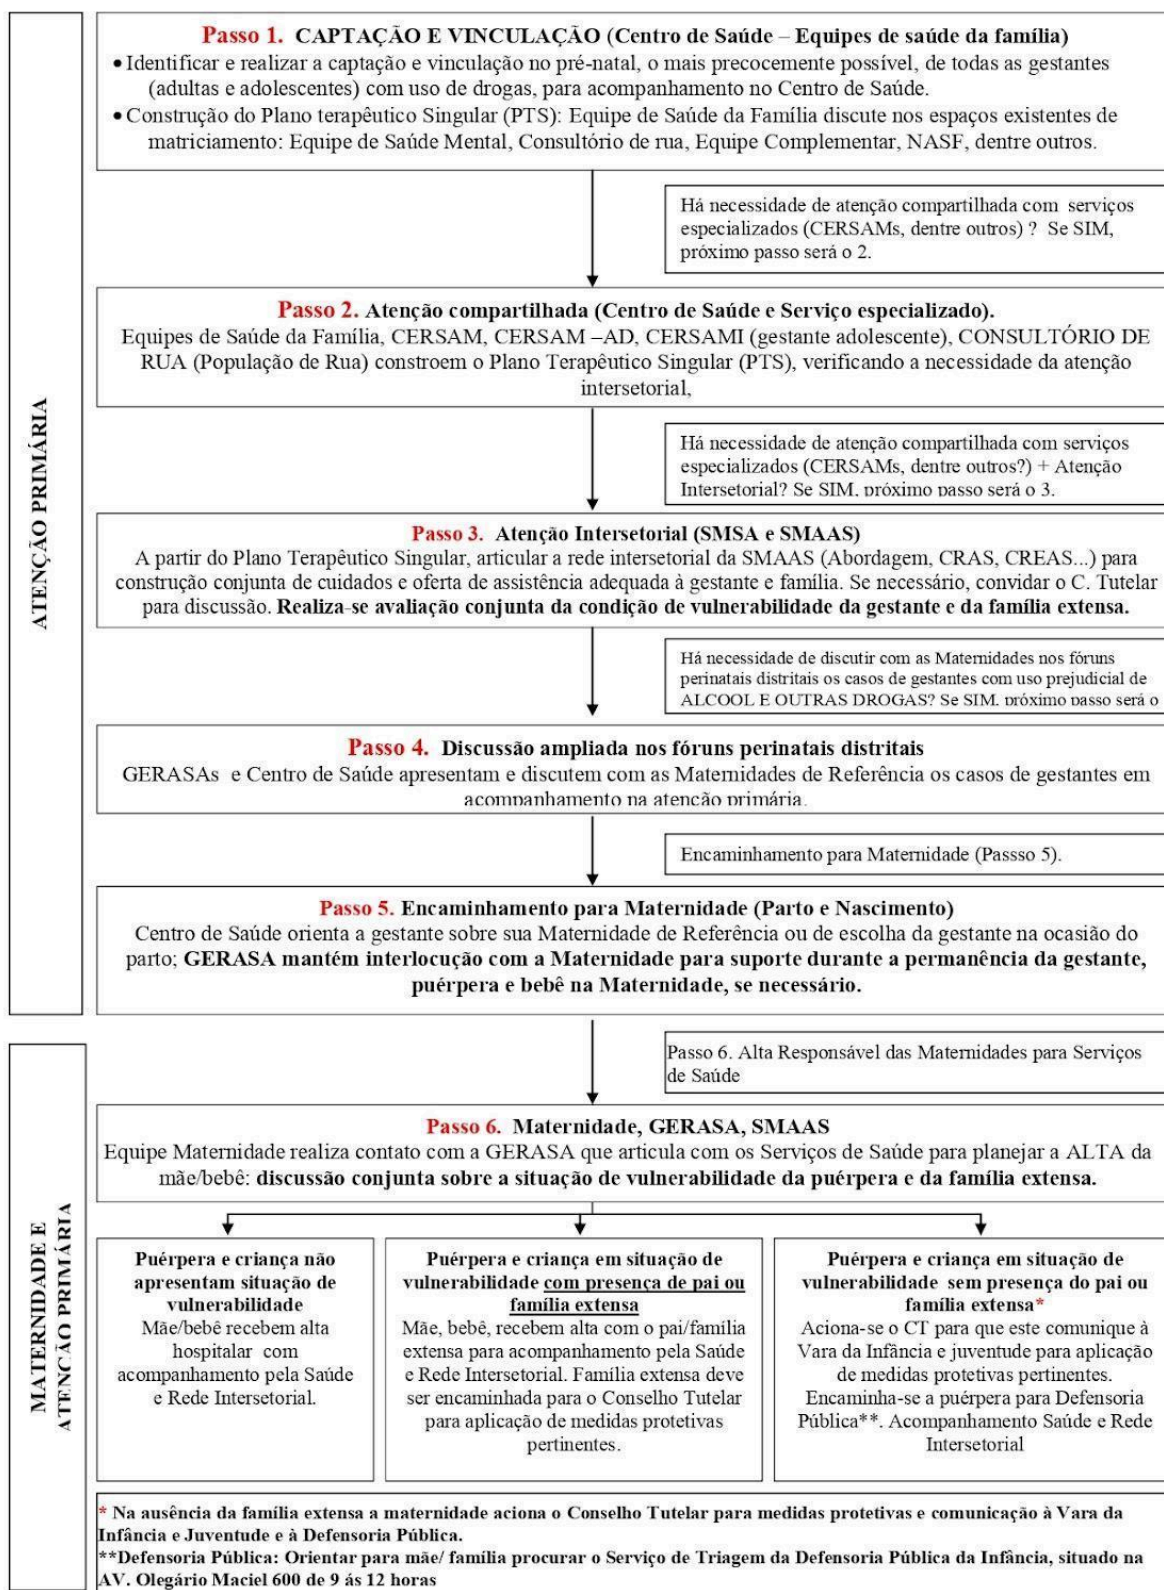 ATENÇÃO PRIMÁRIA
Passo 1. CAPTAÇÃO E VINCULAÇÃO (Centro de Saúde – Equipes de saúde da família)
• Identificar e realizar a captação e vinculação no pré-natal, o mais precocemente possível, de todas as gestantes
(adultas e adolescentes) com uso de drogas, para acompanhamento no Centro de Saúde.
• Construção do Plano terapêutico Singular (PTS): Equipe de Saúde da Família discute nos espaços existentes de
matriciamento: Equipe de Saúde Mental, Consultório de rua, Equipe Complementar, NASF, dentre outros.
Há necessidade de atenção compartilhada com serviços
especializados (CERSAMs, dentre outros) ? Se SIM,
próximo passo será o 2.
Passo 2. Atenção compartilhada (Centro de Saúde e Serviço especializado).
Equipes de Saúde da Família, CERSAM, CERSAM –AD, CERSAMI (gestante adolescente), CONSULTÓRIO DE
RUA (População de Rua) constroem o Plano Terapêutico Singular (PTS), verificando a necessidade da atenção
intersetorial,
Há necessidade de atenção compartilhada com serviços
especializados (CERSAMs, dentre outros?) + Atenção
Intersetorial? Se SIM, próximo passo será o 3.
Passo 3. Atenção Intersetorial (SMSA e SMAAS)
A partir do Plano Terapêutico Singular, articular a rede intersetorial da SMAAS (Abordagem, CRAS, CREAS...) para
construção conjunta de cuidados e oferta de assistência adequada à gestante e família. Se necessário, convidar o C. Tutelar
para discussão. Realiza-se avaliação conjunta da condição de vulnerabilidade da gestante e da família extensa.
Há necessidade de discutir com as Maternidades nos fóruns
perinatais distritais os casos de gestantes com uso prejudicial de
ALCOOL E OUTRAS DROGAS? Se SIM, próximo passo será o
Passo 4. Discussão ampliada nos fóruns perinatais distritais
GERASAs e Centro de Saúde apresentam e discutem com as Maternidades de Referência os casos de gestantes em
acompanhamento na atenção primária.
Encaminhamento para Maternidade (Passso 5).
Passo 5. Encaminhamento para Maternidade (Parto e Nascimento)
Centro de Saúde orienta a gestante sobre sua Maternidade de Referência ou de escolha da gestante na ocasião do
parto; GERASA mantém interlocução com a Maternidade para suporte durante a permanência da gestante,
puérpera e bebê na Maternidade, se necessário.
MATERNIDADE E
ATENÇÃO PRIMÁRIA
Passo 6. Alta Responsável das Maternidades para Serviços
de Saúde
Passo 6. Maternidade, GERASA, SMAAS
Equipe Maternidade realiza contato com a GERASA que articula com os Serviços de Saúde para planejar a ALTA da
mãe/bebê: discussão conjunta sobre a situação de vulnerabilidade da puérpera e da família extensa.
Puérpera e criança não
apresentam situação de
vulnerabilidade
Mãe/bebê recebem alta
hospitalar com
acompanhamento pela Saúde
e Rede Intersetorial.
Puérpera e criança em situação de
vulnerabilidade com presença de pai ou
família extensa
Mãe, bebê, recebem alta com o pai/família
extensa para acompanhamento pela Saúde
e Rede Intersetorial. Família extensa deve
ser encaminhada para o Conselho Tutelar
para aplicação de medidas protetivas
pertinentes.
Puérpera e criança em situação de
vulnerabilidade sem presença do pai ou
família extensa*
Aciona-se o CT para que este comunique à
Vara da Infância e juventude para aplicação
de medidas protetivas pertinentes.
Encaminha-se a puérpera para Defensoria
Pública**. Acompanhamento Saúde e Rede
Intersetorial
* Na ausência da família extensa a maternidade aciona o Conselho Tutelar para medidas protetivas e comunicação à Vara da
Infância e Juventude e à Defensoria Pública.
**Defensoria Pública: Orientar para mãe/ família procurar o Serviço de Triagem da Defensoria Pública da Infância, situado na
AV. Olegário Maciel 600 de 9 ás 12 horas